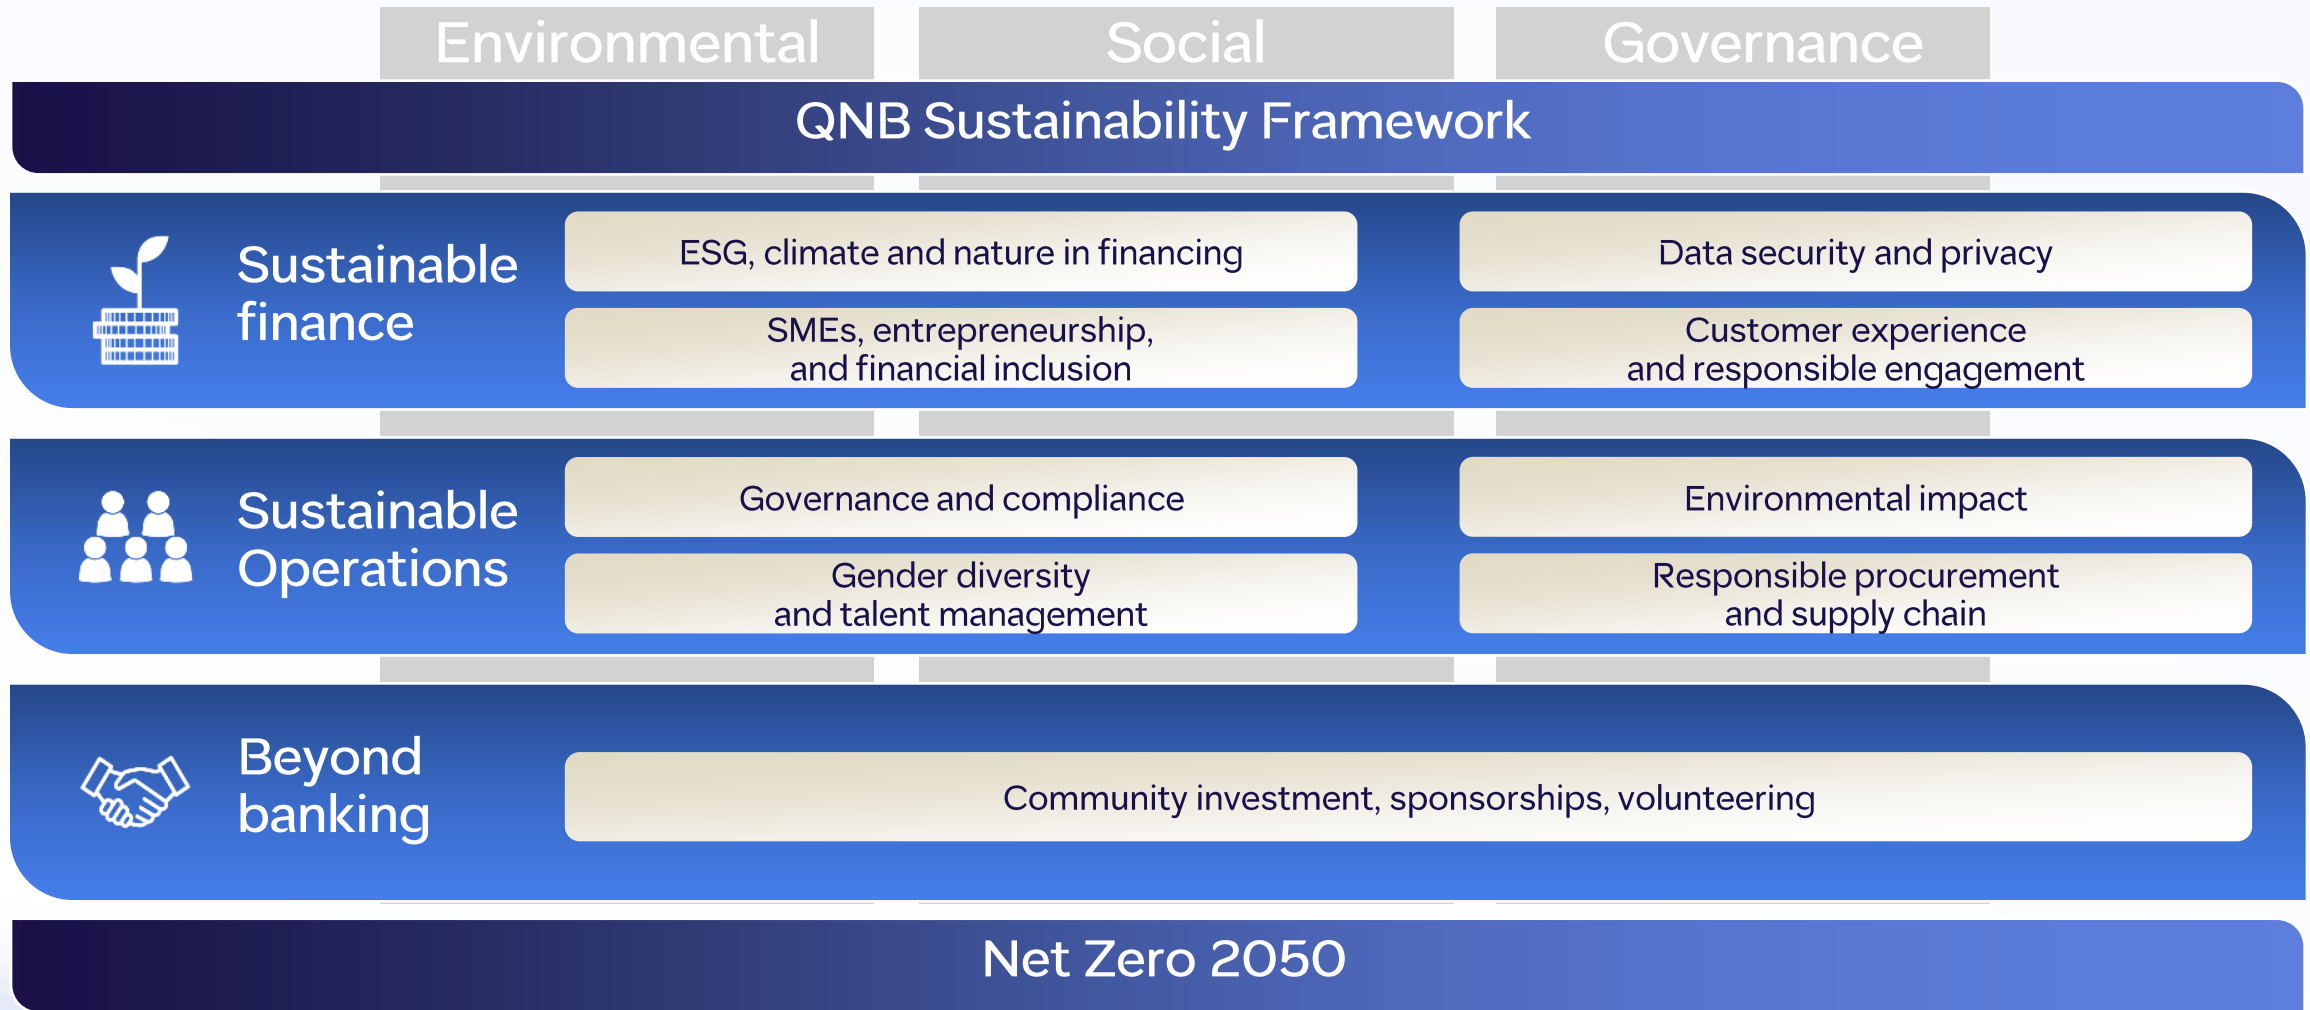 Environmental
Social
Governance
QNB Sustainability Framework
Sustainable
finance
ESG, climate and nature in financing
Data security and privacy
SMEs, entrepreneurship,
and financial inclusion
Customer experience
and responsible engagement
Sustainable
Operations
Governance and compliance
Environmental impact
Gender diversity
and talent management
Responsible procurement
and supply chain
Beyond
banking
Community investment, sponsorships, volunteering
Net Zero 2050